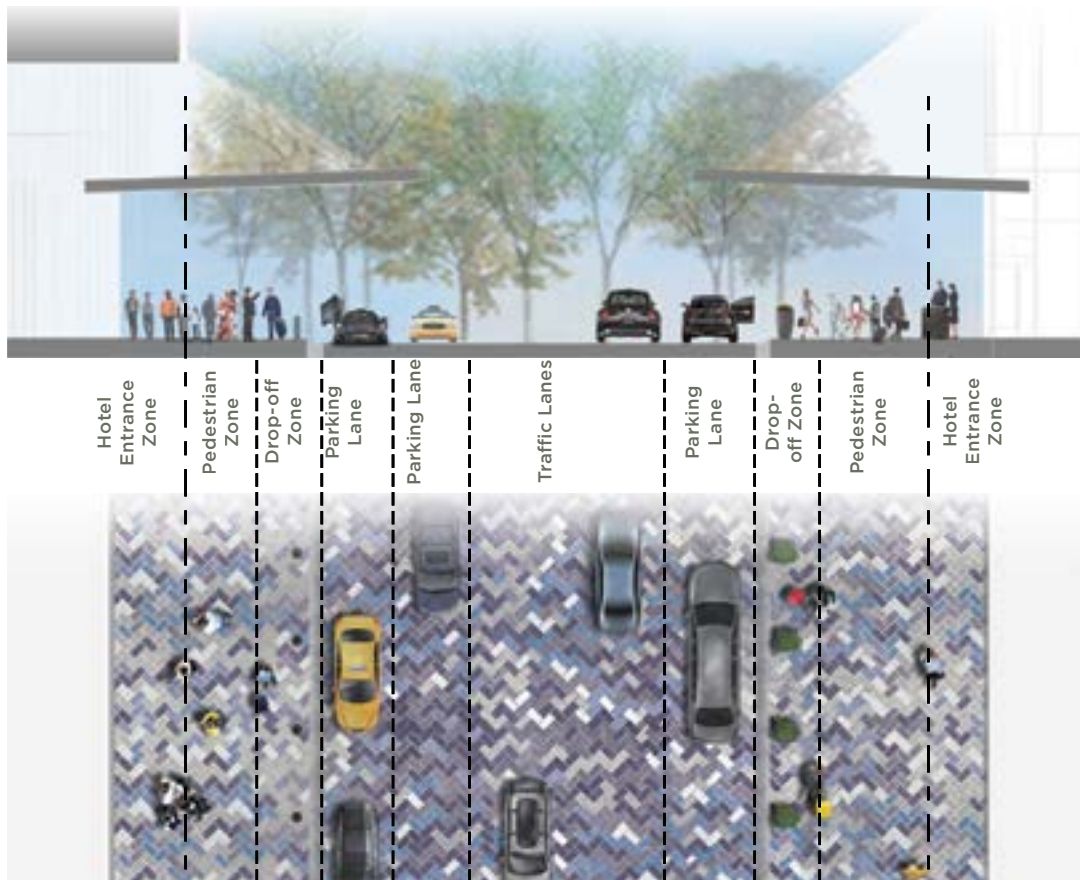 Hotel
Entrance
Zone
Pedestrian
Zone
Drop-off
Zone
Parking
Lane
Parking Lane
Traffic Lanes
Parking
Lane
Drop-
off Zone
Pedestrian
Zone
Hotel
Entrance
Zone